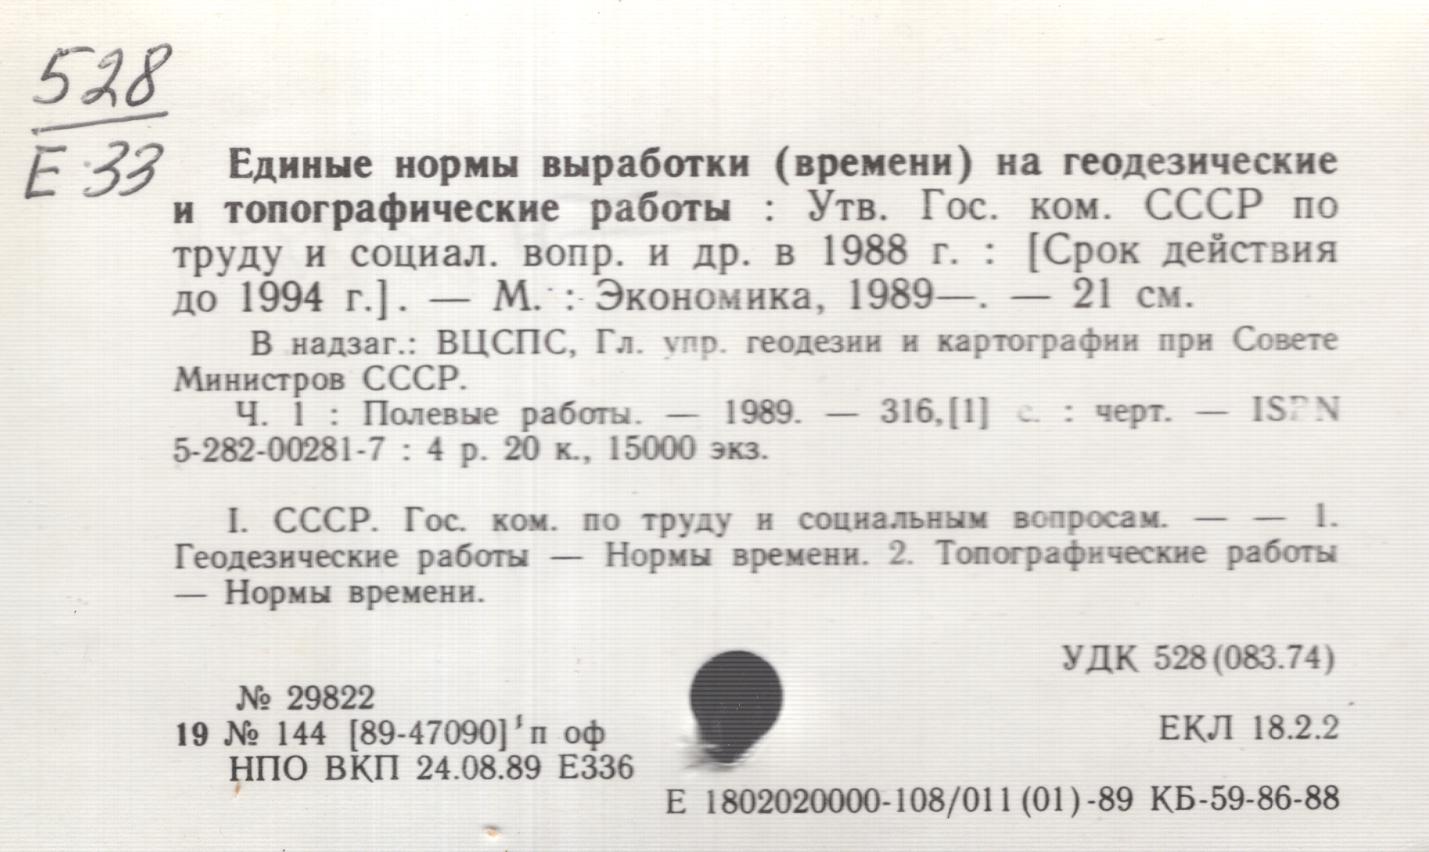 528
Е 33
Единые нормы выработки (времени) на геодезические
и топографические работы : Утв. Гос. ком. СССР по
труду и социал. вопр. и др. в 1988 г. : [Срок действия
до 1994 г.]. — М. : Экономика, 1989—. — 21 см.
В надзаг.: ВЦСПС, Гл. упр. геодезии и картографии при Совете
Министров СССР.
Ч. 1 : Полевые работы. — 1989. — 316,[1] с. : черт. — ISBN
5-282-00281-7 : 4 р. 20 к., 15000 экз.
I. СССР. Гос. ком. по труду и социальным вопросам. — — 1.
Геодезические работы — Нормы времени. 2. Топографические работы
— Нормы времени.
УДК 528(083.74)
№ 29822
19 № 144 [89-47090] п оф
ЕКЛ 18.2.2
НПО ВКП 24.08.89 Е336
Е 1802020000-108/011(01)-89 КБ-59-86-88